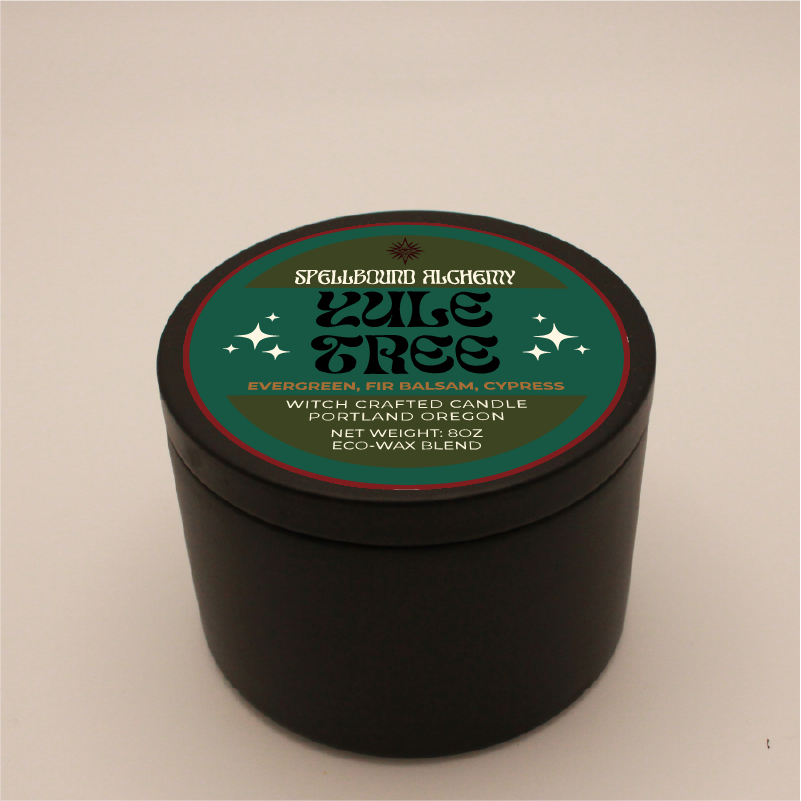 SPELLBOUND ALCHEMY
YULE
TREE
EVERGREEN, FIR BALSAM, CYPRESS
WITCH CRAFTED CANDLE
PORTLAND OREGON
NET WEIGHT: 8OZ
ECO-WAX BLEND